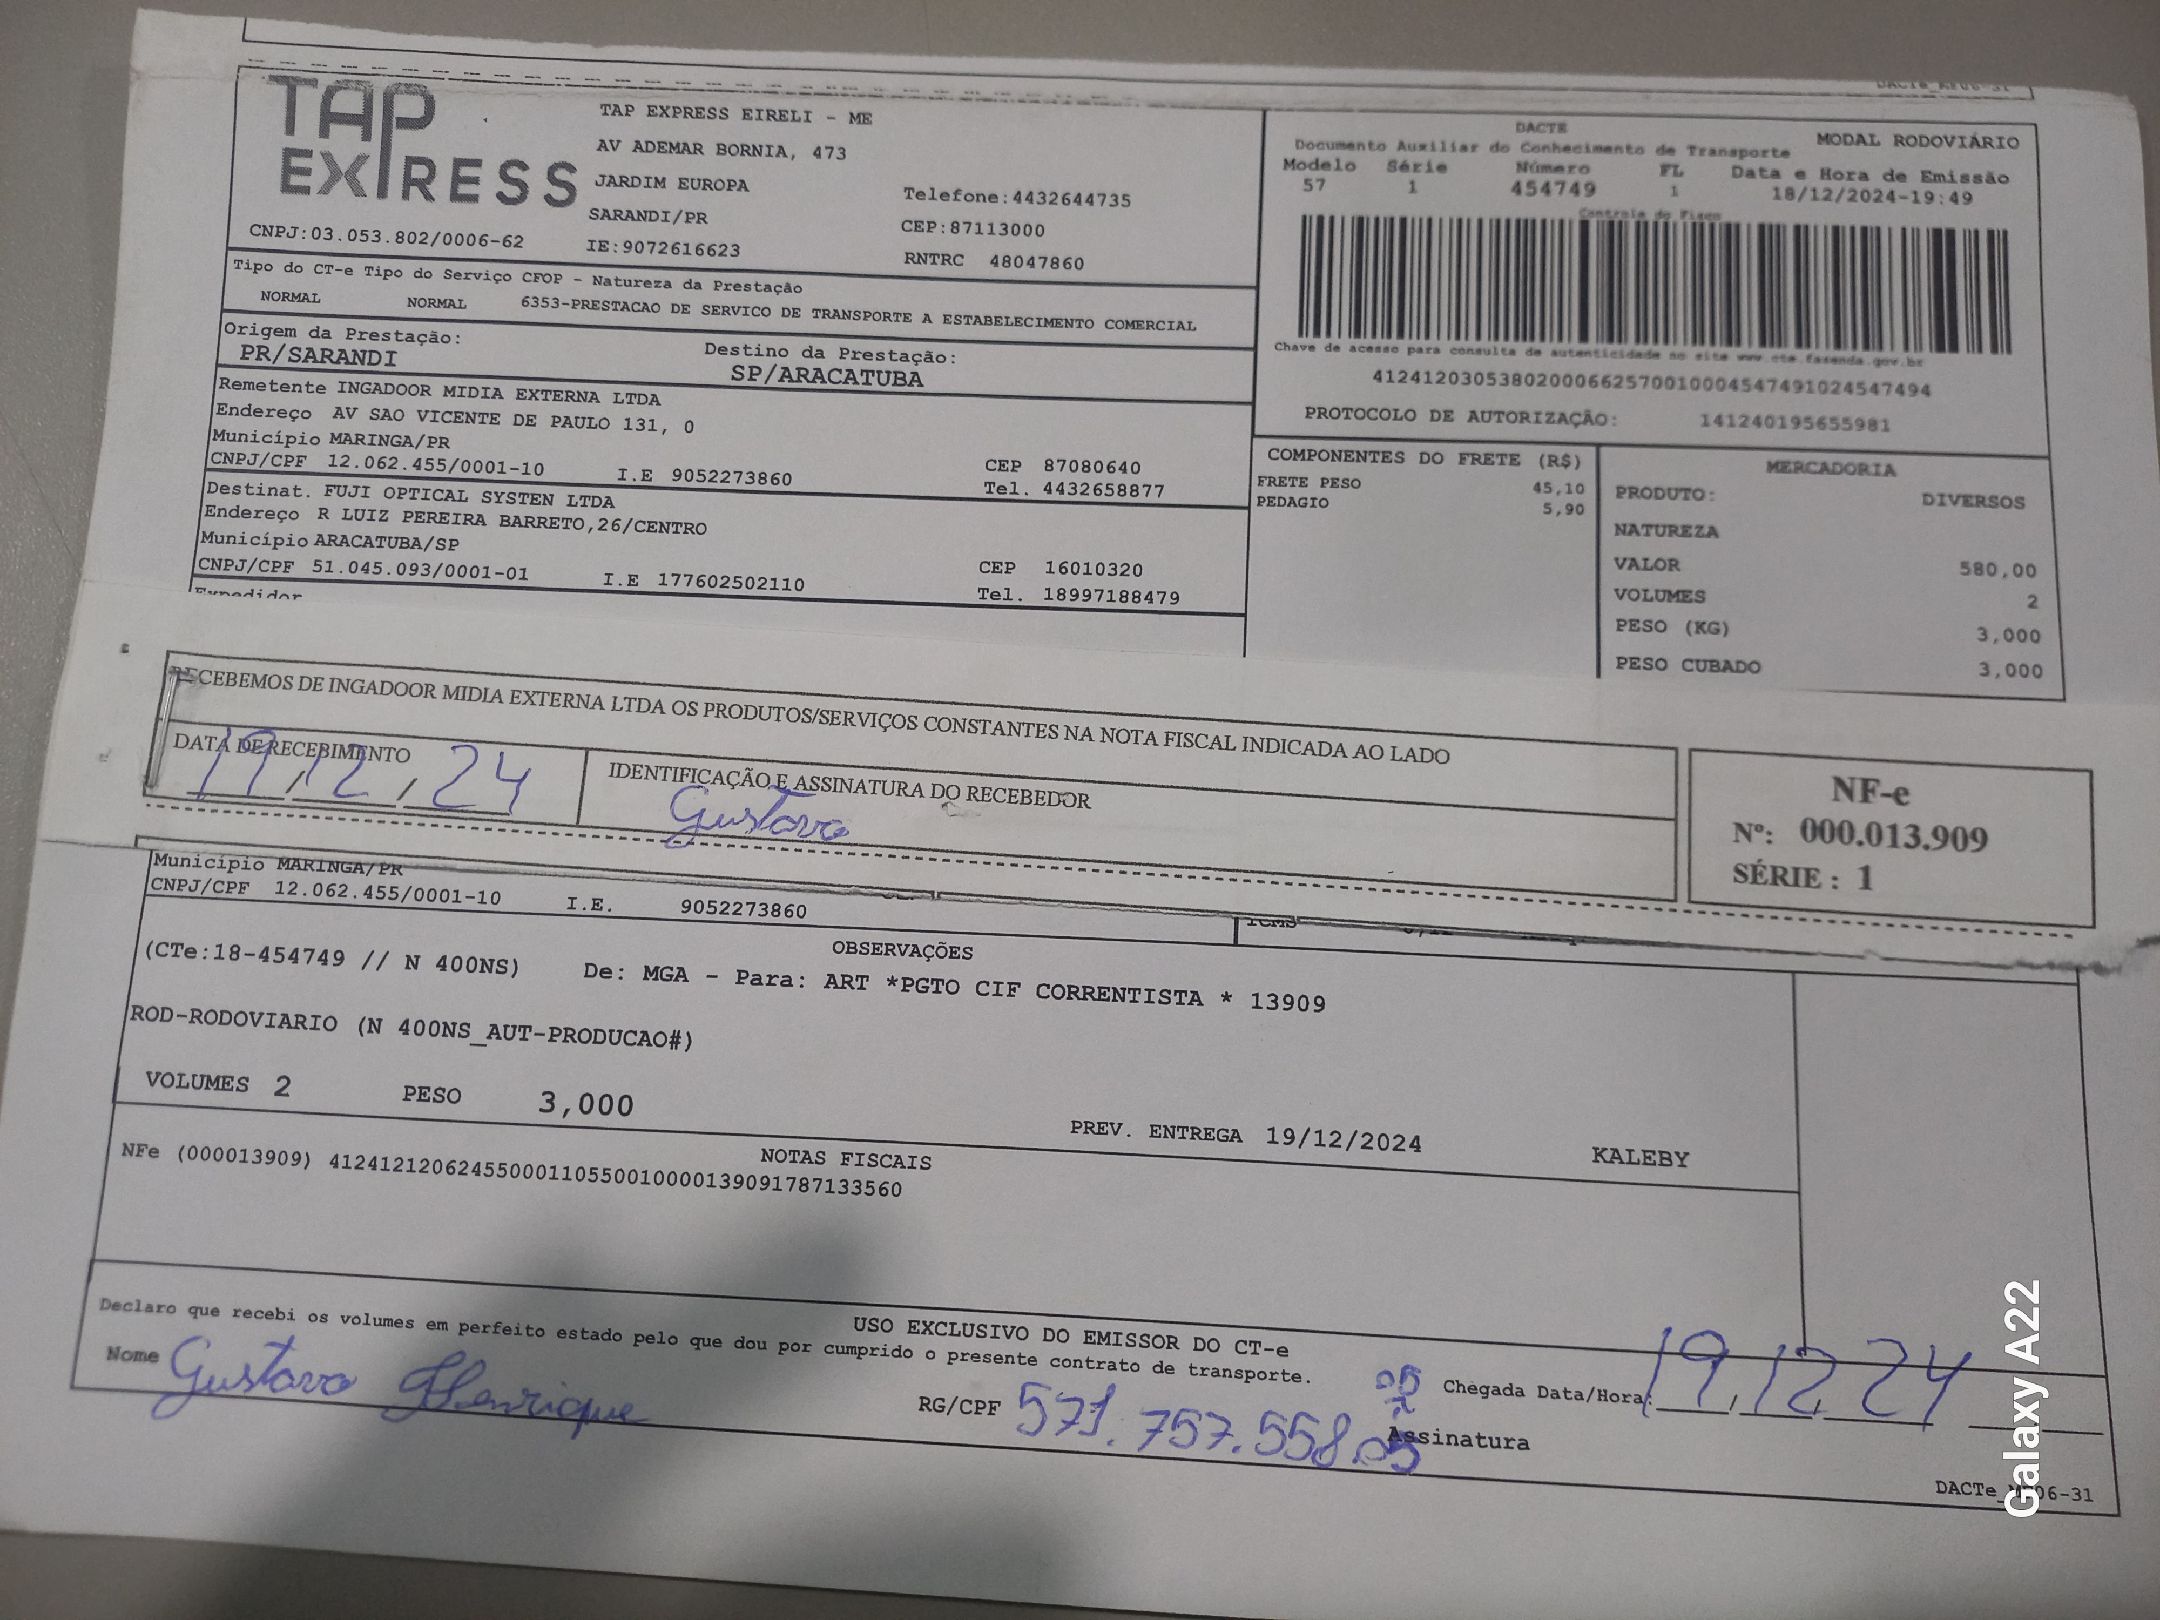 DACTe
TAP
EXPRESS
CNPJ:03.053.802/0006-62
TAP EXPRESS EIRELI - ME
AV ADEMAR BORNIA, 473
JARDIM EUROPA
SARANDI/PR
IE:9072616623
Telefone:4432644735
CEP:87113000
RNTRC 48047860
DACTE
MODAL RODOVIÁRIO
Documento Auxiliar do Conhecimento de Transporte
Modelo Série Número FL Data e Hora de Emissão
57 1 454749 1 18/12/2024-19:49
Controle do Fisco
Chave de acesso para consulta de autenticidade no site www.cte.fazenda.gov.br
41241203053802000662570010004547491024547494
PROTOCOLO DE AUTORIZAÇÃO: 141240195655981
Tipo do CT-e Tipo do Serviço CFOP - Natureza da Prestação
NORMAL NORMAL 6353-PRESTACAO DE SERVICO DE TRANSPORTE A ESTABELECIMENTO COMERCIAL
Origem da Prestação: Destino da Prestação:
PR/SARANDI SP/ARACATUBA
Remetente INGADOOR MIDIA EXTERNA LTDA
Endereço AV SAO VICENTE DE PAULO 131, 0
Município MARINGA/PR CEP 87080640
CNPJ/CPF 12.062.455/0001-10 I.E 9052273860 Tel. 4432658877
Destinat. FUJI OPTICAL SYSTEN LTDA
Endereço R LUIZ PEREIRA BARRETO,26/CENTRO
Município ARACATUBA/SP CEP 16010320
CNPJ/CPF 51.045.093/0001-01 I.E 177602502110 Tel. 18997188479
Expedidor
COMPONENTES DO FRETE (R$)
FRETE PESO 45,10
PEDAGIO 5,90
MERCADORIA
PRODUTO: DIVERSOS
NATUREZA
VALOR 580,00
VOLUMES 2
PESO (KG) 3,000
PESO CUBADO 3,000
RECEBEMOS DE INGADOOR MIDIA EXTERNA LTDA OS PRODUTOS/SERVIÇOS CONSTANTES NA NOTA FISCAL INDICADA AO LADO
DATA DE RECEBIMENTO
19/12/24
IDENTIFICAÇÃO E ASSINATURA DO RECEBEDOR
Gustavo
NF-e
Nº: 000.013.909
SÉRIE : 1
Município MARINGA/PR
CNPJ/CPF 12.062.455/0001-10 I.E. 9052273860
ICMS
OBSERVAÇÕES
(CTe:18-454749 // N 400NS) De: MGA - Para: ART *PGTO CIF CORRENTISTA * 13909
ROD-RODOVIARIO (N 400NS_AUT-PRODUCAO#)
VOLUMES 2 PESO 3,000
PREV. ENTREGA 19/12/2024 KALEBY
NOTAS FISCAIS
NFe (000013909) 41241212062455000110550010000139091787133560
USO EXCLUSIVO DO EMISSOR DO CT-e
Declaro que recebi os volumes em perfeito estado pelo que dou por cumprido o presente contrato de transporte.
Nome Gustavo Henrique
RG/CPF 571.757.558.05
05
Chegada Data/Hora: 19/12/24
Assinatura
Galaxy A22